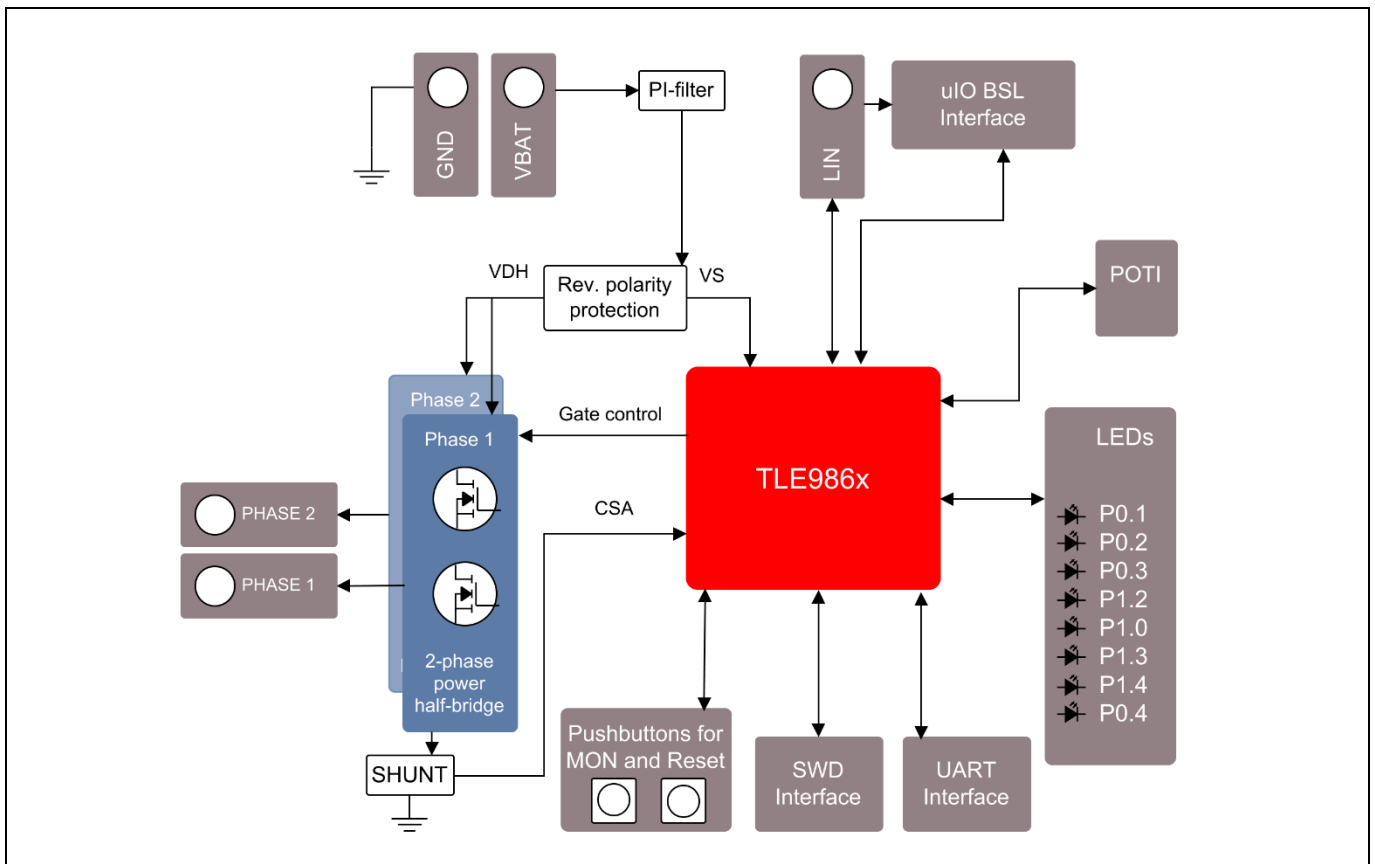 GND
VBAT
PI-filter
LIN
uIO BSL
Interface
POTI
VDH
Rev. polarity
protection
VS
Phase 2
Phase 1
Gate control
TLE986x
CSA
PHASE 2
PHASE 1
2-phase
power
half-bridge
SHUNT
Pushbuttons for
MON and Reset
SWD
Interface
UART
Interface
LEDs
P0.1
P0.2
P0.3
P1.2
P1.0
P1.3
P1.4
P0.4